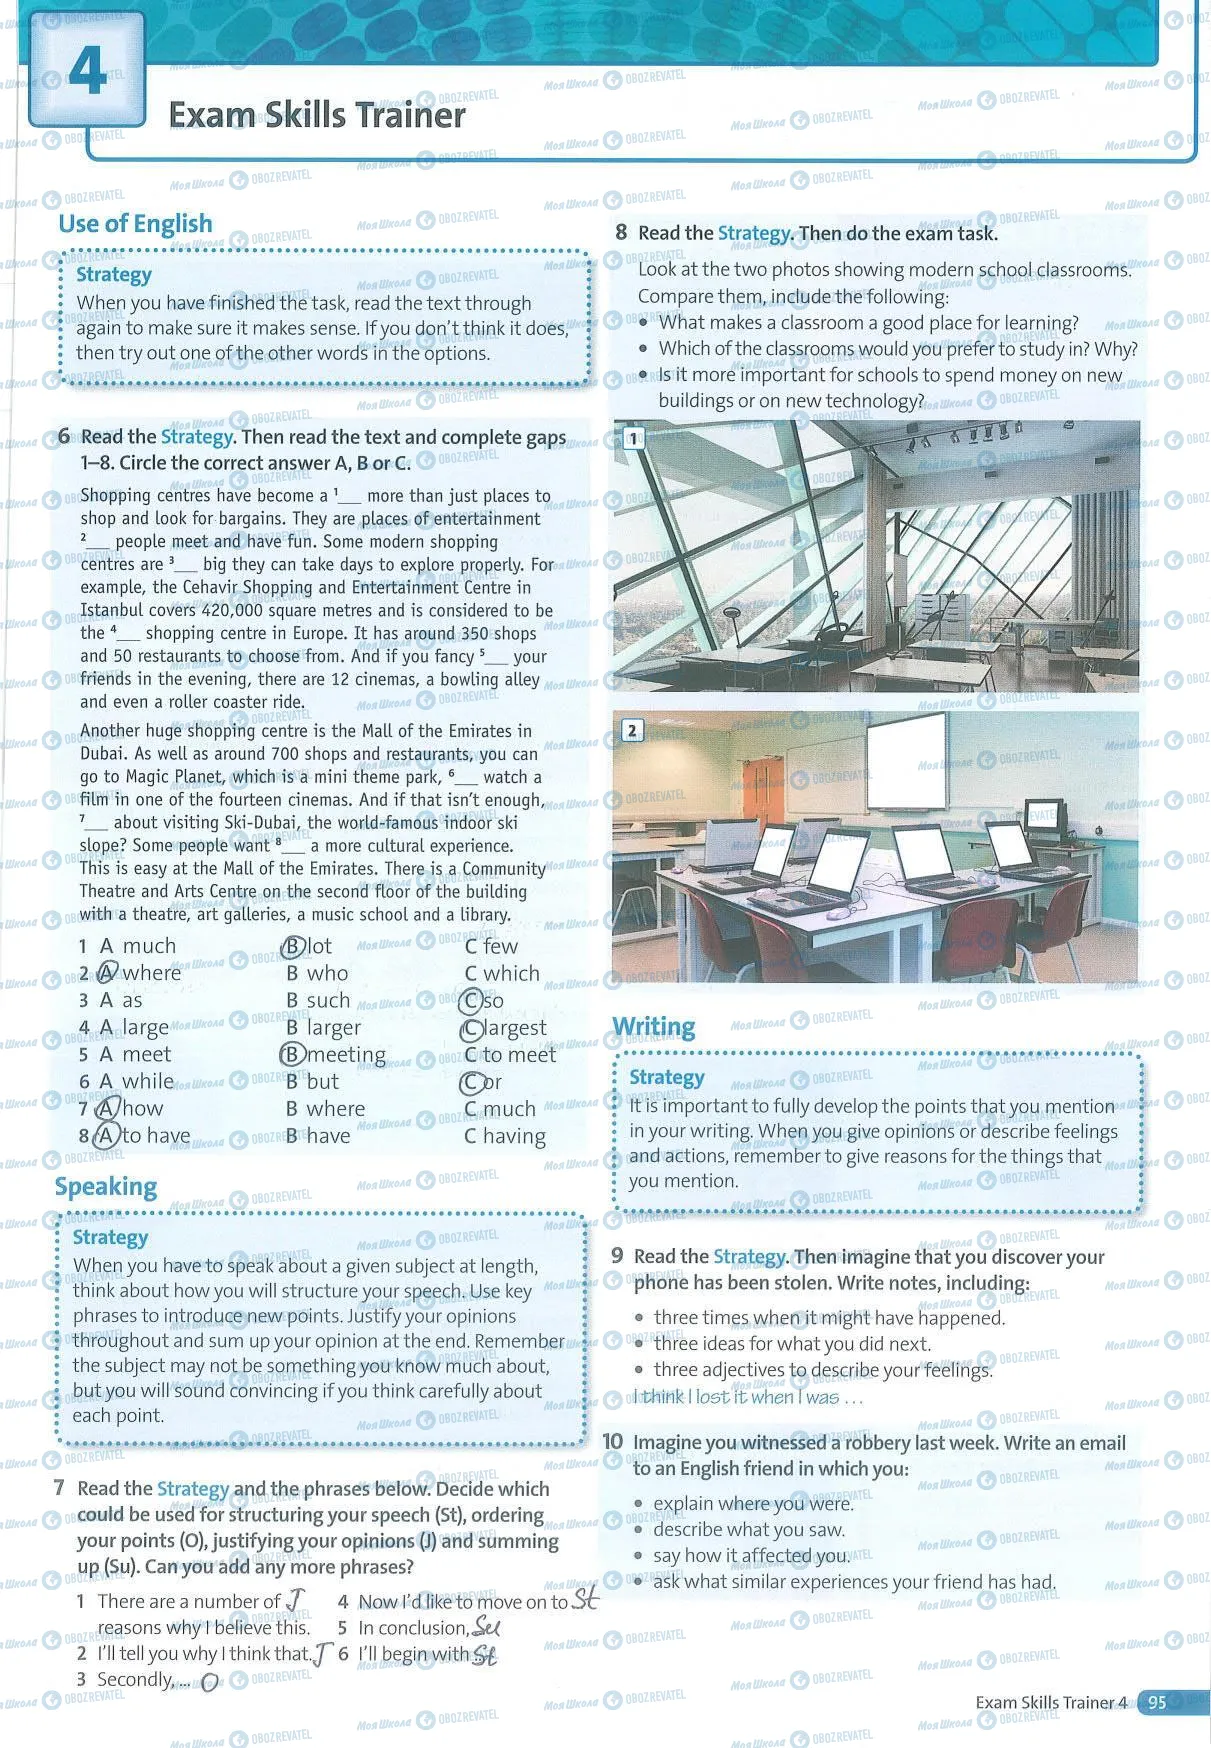 4
Exam Skills Trainer
Use of English
Strategy
When you have finished the task, read the text through
again to make sure it makes sense. If you don't think it does,
then try out one of the other words in the options.
6 Read the Strategy. Then read the text and complete gaps
1–8. Circle the correct answer A, B or C.
Shopping centres have become a ¹__ more than just places to
shop and look for bargains. They are places of entertainment
²__ people meet and have fun. Some modern shopping
centres are ³__ big they can take days to explore properly. For
example, the Cehavir Shopping and Entertainment Centre in
Istanbul covers 420,000 square metres and is considered to be
the ⁴__ shopping centre in Europe. It has around 350 shops
and 50 restaurants to choose from. And if you fancy ⁵__ your
friends in the evening, there are 12 cinemas, a bowling alley
and even a roller coaster ride.
Another huge shopping centre is the Mall of the Emirates in
Dubai. As well as around 700 shops and restaurants, you can
go to Magic Planet, which is a mini theme park, ⁶__ watch a
film in one of the fourteen cinemas. And if that isn't enough,
⁷__ about visiting Ski-Dubai, the world-famous indoor ski
slope? Some people want ⁸__ a more cultural experience.
This is easy at the Mall of the Emirates. There is a Community
Theatre and Arts Centre on the second floor of the building
with a theatre, art galleries, a music school and a library.
1 A much B lot C few
2 A where B who C which
3 A as B such C so
4 A large B larger C largest
5 A meet B meeting C to meet
6 A while B but C or
7 A how B where C much
8 A to have B have C having
Speaking
Strategy
When you have to speak about a given subject at length,
think about how you will structure your speech. Use key
phrases to introduce new points. Justify your opinions
throughout and sum up your opinion at the end. Remember
the subject may not be something you know much about,
but you will sound convincing if you think carefully about
each point.
7 Read the Strategy and the phrases below. Decide which
could be used for structuring your speech (St), ordering
your points (O), justifying your opinions (J) and summing
up (Su). Can you add any more phrases?
1 There are a number of J
reasons why I believe this.
2 I'll tell you why I think that. J
3 Secondly, ... O
4 Now I'd like to move on to St
5 In conclusion, Su
6 I'll begin with St
8 Read the Strategy. Then do the exam task.
Look at the two photos showing modern school classrooms.
Compare them, include the following:
• What makes a classroom a good place for learning?
• Which of the classrooms would you prefer to study in? Why?
• Is it more important for schools to spend money on new
buildings or on new technology?
1
2
Writing
Strategy
It is important to fully develop the points that you mention
in your writing. When you give opinions or describe feelings
and actions, remember to give reasons for the things that
you mention.
9 Read the Strategy. Then imagine that you discover your
phone has been stolen. Write notes, including:
• three times when it might have happened.
• three ideas for what you did next.
• three adjectives to describe your feelings.
I think I lost it when I was ...
10 Imagine you witnessed a robbery last week. Write an email
to an English friend in which you:
• explain where you were.
• describe what you saw.
• say how it affected you.
• ask what similar experiences your friend has had.
Exam Skills Trainer 4 95
Моя Школа OBOZREVATEL